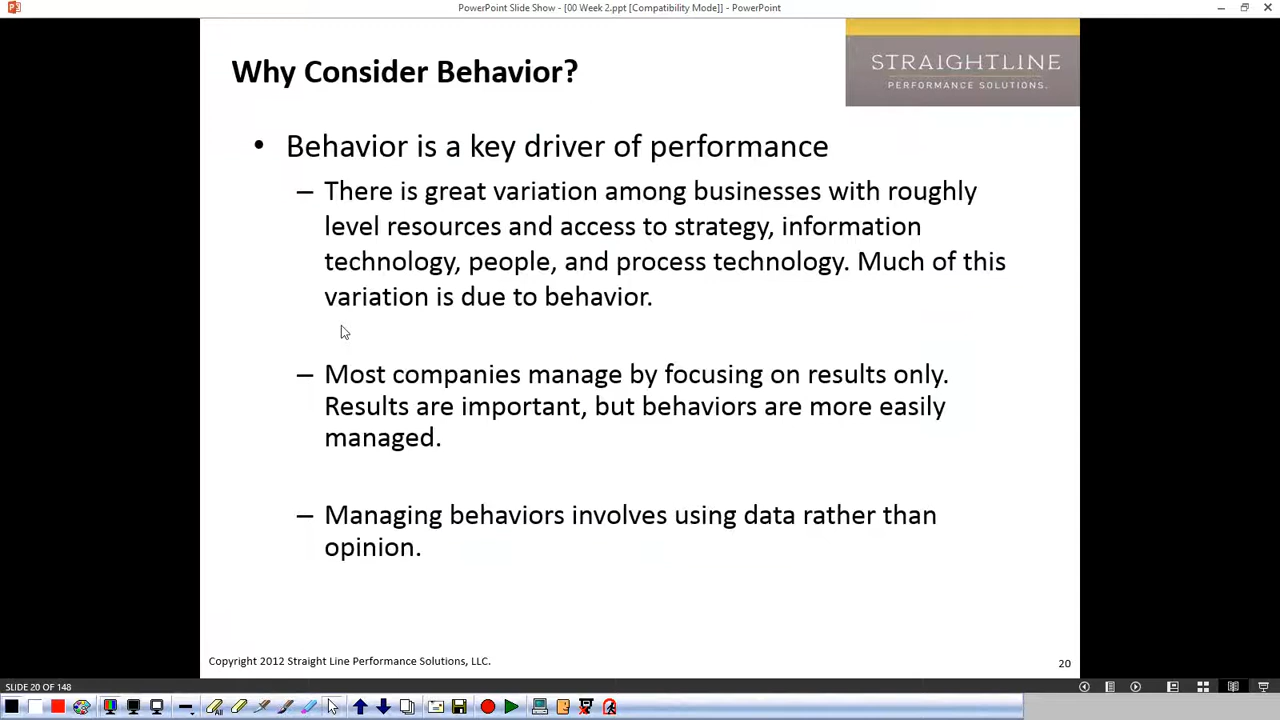 PowerPoint Slide Show - [00 Week 2.ppt [Compatibility Mode]] - PowerPoint
Why Consider Behavior?
STRAIGHTLINE
PERFORMANCE SOLUTIONS.
• Behavior is a key driver of performance
– There is great variation among businesses with roughly
level resources and access to strategy, information
technology, people, and process technology. Much of this
variation is due to behavior.
– Most companies manage by focusing on results only.
Results are important, but behaviors are more easily
managed.
– Managing behaviors involves using data rather than
opinion.
Copyright 2012 Straight Line Performance Solutions, LLC.
20
SLIDE 20 OF 148